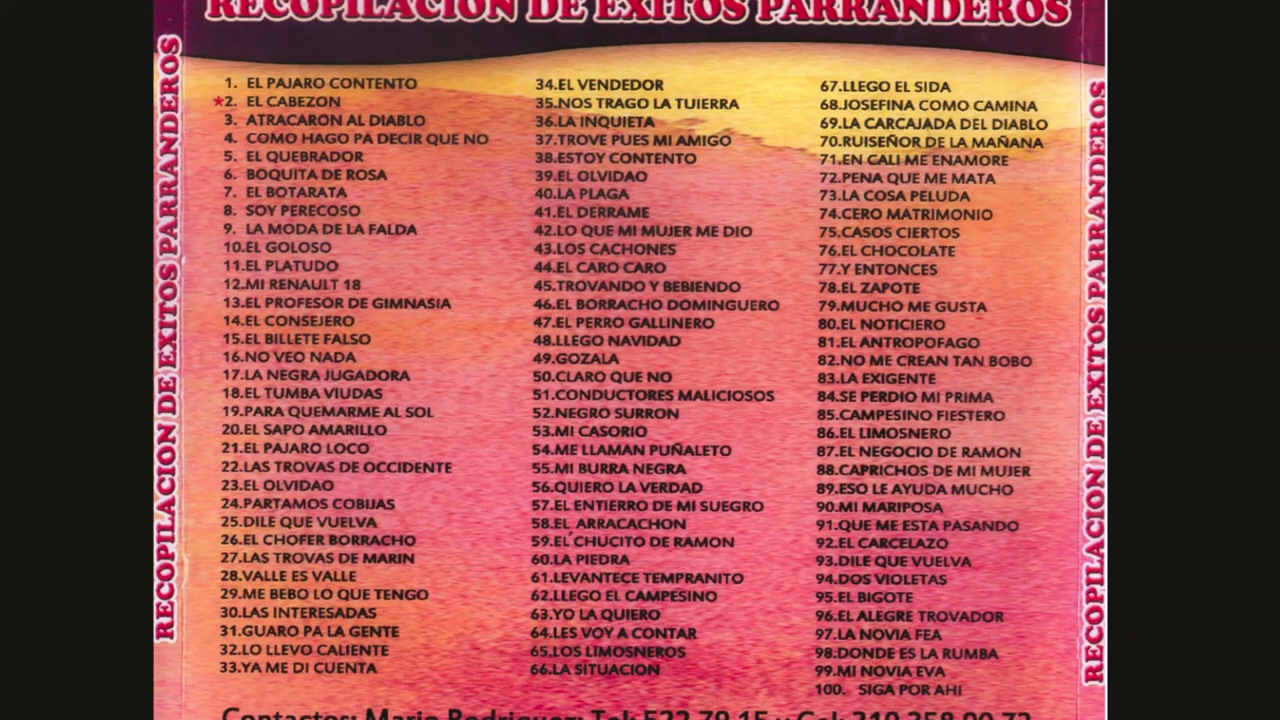 RECOPILACION DE EXITOS PARRANDEROS
RECOPILACION DE EXITOS PARRANDEROS
1. EL PAJARO CONTENTO
*2. EL CABEZON
3. ATRACARON AL DIABLO
4. COMO HAGO PA DECIR QUE NO
5. EL QUEBRADOR
6. BOQUITA DE ROSA
7. EL BOTARATA
8. SOY PERECOSO
9. LA MODA DE LA FALDA
10.EL GOLOSO
11.EL PLATUDO
12.MI RENAULT 18
13.EL PROFESOR DE GIMNASIA
14.EL CONSEJERO
15.EL BILLETE FALSO
16.NO VEO NADA
17.LA NEGRA JUGADORA
18.EL TUMBA VIUDAS
19.PARA QUEMARME AL SOL
20.EL SAPO AMARILLO
21.EL PAJARO LOCO
22.LAS TROVAS DE OCCIDENTE
23.EL OLVIDAO
24.PARTAMOS COBIJAS
25.DILE QUE VUELVA
26.EL CHOFER BORRACHO
27.LAS TROVAS DE MARIN
28.VALLE ES VALLE
29.ME BEBO LO QUE TENGO
30.LAS INTERESADAS
31.GUARO PA LA GENTE
32.LO LLEVO CALIENTE
33.YA ME DI CUENTA
34.EL VENDEDOR
35.NOS TRAGO LA TUIERRA
36.LA INQUIETA
37.TROVE PUES MI AMIGO
38.ESTOY CONTENTO
39.EL OLVIDAO
40.LA PLAGA
41.EL DERRAME
42.LO QUE MI MUJER ME DIO
43.LOS CACHONES
44.EL CARO CARO
45.TROVANDO Y BEBIENDO
46.EL BORRACHO DOMINGUERO
47.EL PERRO GALLINERO
48.LLEGO NAVIDAD
49.GOZALA
50.CLARO QUE NO
51.CONDUCTORES MALICIOSOS
52.NEGRO SURRON
53.MI CASORIO
54.ME LLAMAN PUÑALETO
55.MI BURRA NEGRA
56.QUIERO LA VERDAD
57.EL ENTIERRO DE MI SUEGRO
58.EL ARRACACHON
59.EL CHUCITO DE RAMON
60.LA PIEDRA
61.LEVANTECE TEMPRANITO
62.LLEGO EL CAMPESINO
63.YO LA QUIERO
64.LES VOY A CONTAR
65.LOS LIMOSNEROS
66.LA SITUACION
67.LLEGO EL SIDA
68.JOSEFINA COMO CAMINA
69.LA CARCAJADA DEL DIABLO
70.RUISEÑOR DE LA MAÑANA
71.EN CALI ME ENAMORE
72.PENA QUE ME MATA
73.LA COSA PELUDA
74.CERO MATRIMONIO
75.CASOS CIERTOS
76.EL CHOCOLATE
77.Y ENTONCES
78.EL ZAPOTE
79.MUCHO ME GUSTA
80.EL NOTICIERO
81.EL ANTROPOFAGO
82.NO ME CREAN TAN BOBO
83.LA EXIGENTE
84.SE PERDIO MI PRIMA
85.CAMPESINO FIESTERO
86.EL LIMOSNERO
87.EL NEGOCIO DE RAMON
88.CAPRICHOS DE MI MUJER
89.ESO LE AYUDA MUCHO
90.MI MARIPOSA
91.QUE ME ESTA PASANDO
92.EL CARCELAZO
93.DILE QUE VUELVA
94.DOS VIOLETAS
95.EL BIGOTE
96.EL ALEGRE TROVADOR
97.LA NOVIA FEA
98.DONDE ES LA RUMBA
99.MI NOVIA EVA
100. SIGA POR AHI
RECOPILACION DE EXITOS PARRANDEROS
Contactos: Mario Rodriguez: Tel: 522 79 15 y Cel: